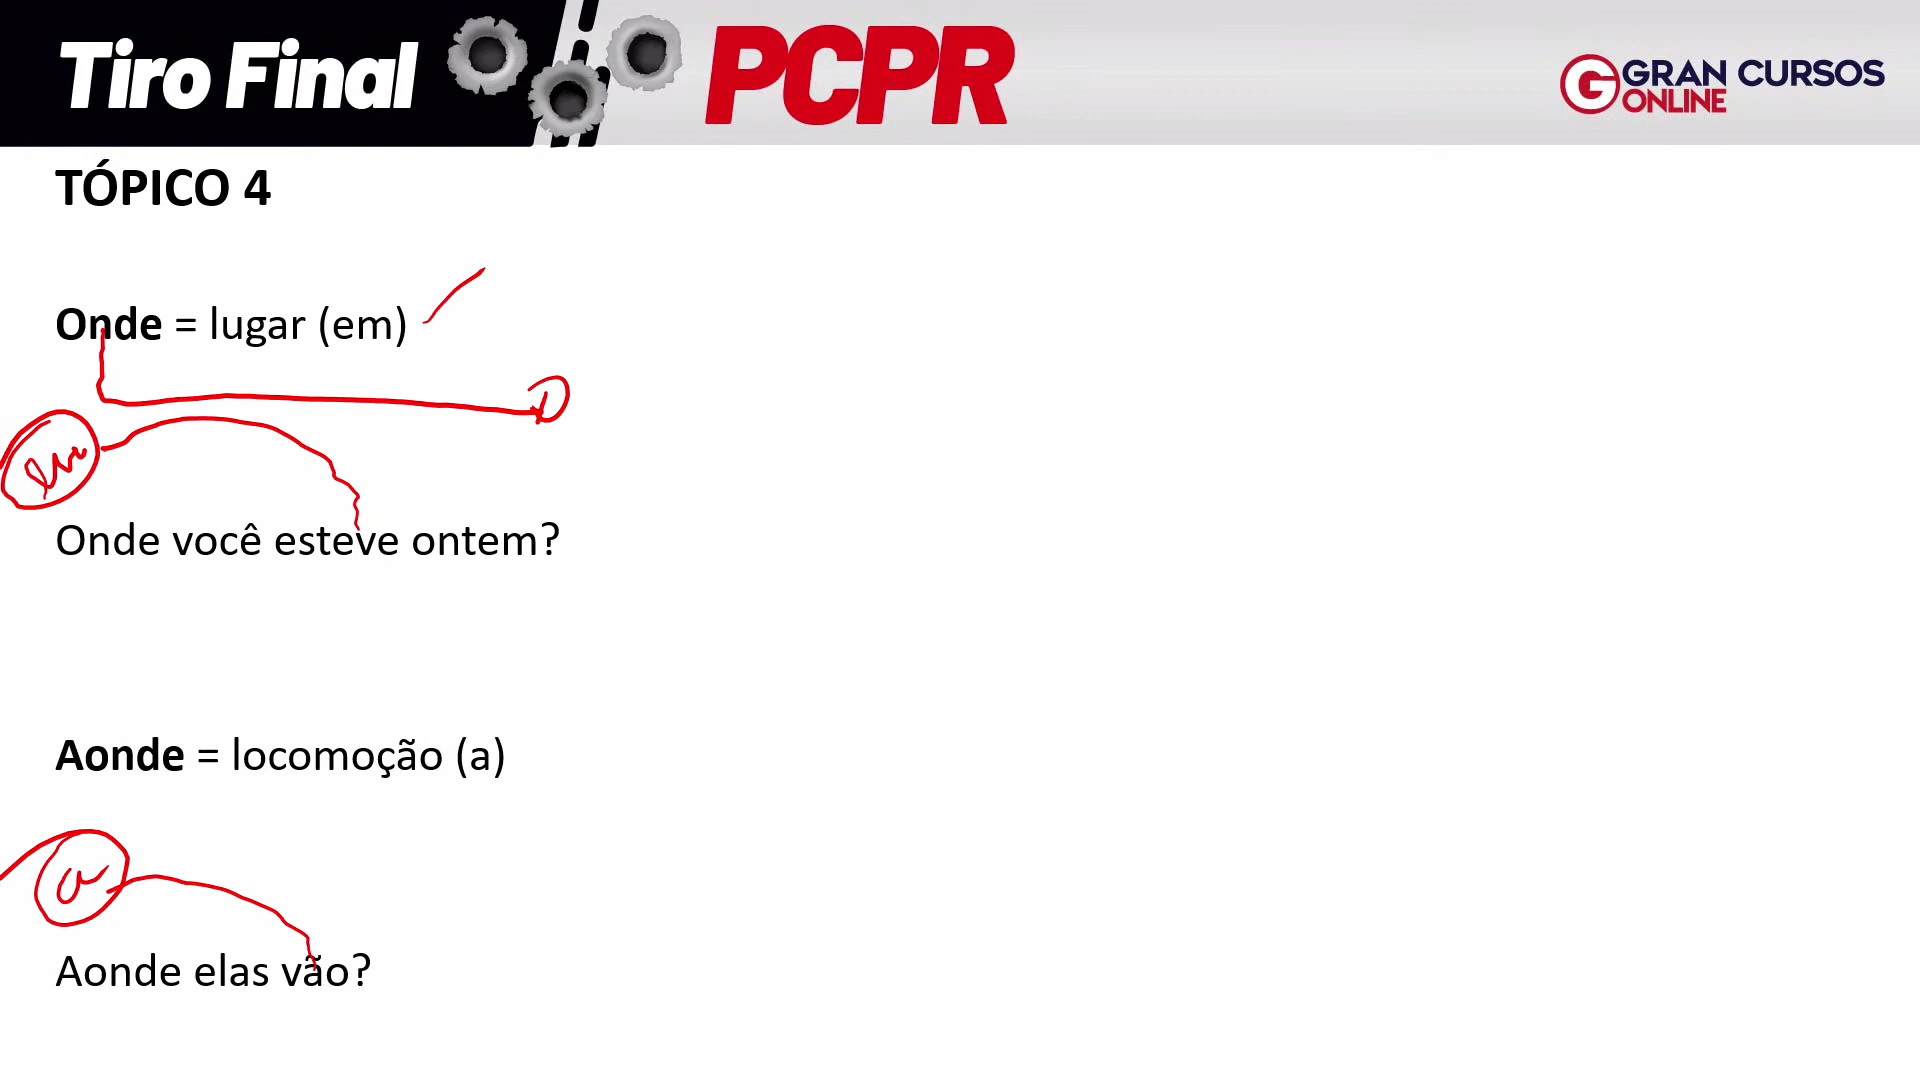 Tiro Final PCPR GRAN CURSOS
ONLINE
TÓPICO 4
Onde = lugar (em)
Onde você esteve ontem?
Aonde = locomoção (a)
a
Aonde elas vão?